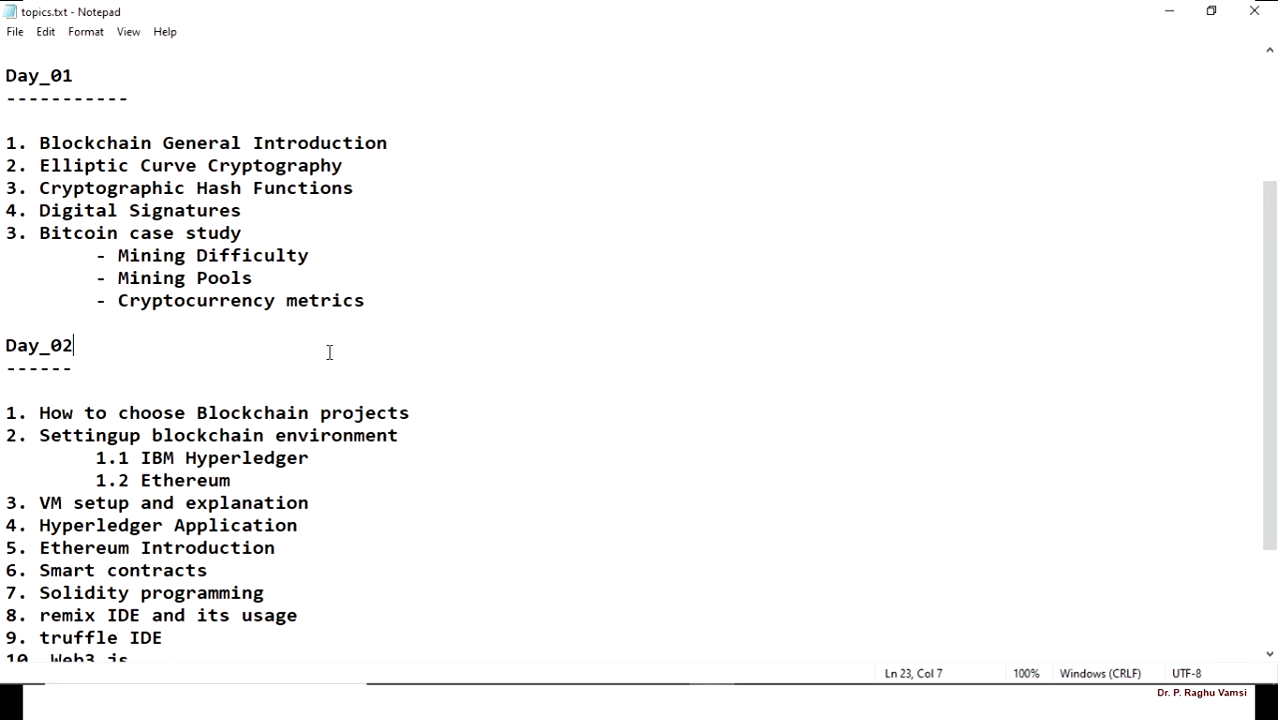 topics.txt - Notepad
File Edit Format View Help
Day_01
-----------
1. Blockchain General Introduction
2. Elliptic Curve Cryptography
3. Cryptographic Hash Functions
4. Digital Signatures
3. Bitcoin case study
- Mining Difficulty
- Mining Pools
- Cryptocurrency metrics
Day_02
------
1. How to choose Blockchain projects
2. Settingup blockchain environment
1.1 IBM Hyperledger
1.2 Ethereum
3. VM setup and explanation
4. Hyperledger Application
5. Ethereum Introduction
6. Smart contracts
7. Solidity programming
8. remix IDE and its usage
9. truffle IDE
10. Web3.js
Ln 23, Col 7 100% Windows (CRLF) UTF-8
Dr. P. Raghu Vamsi